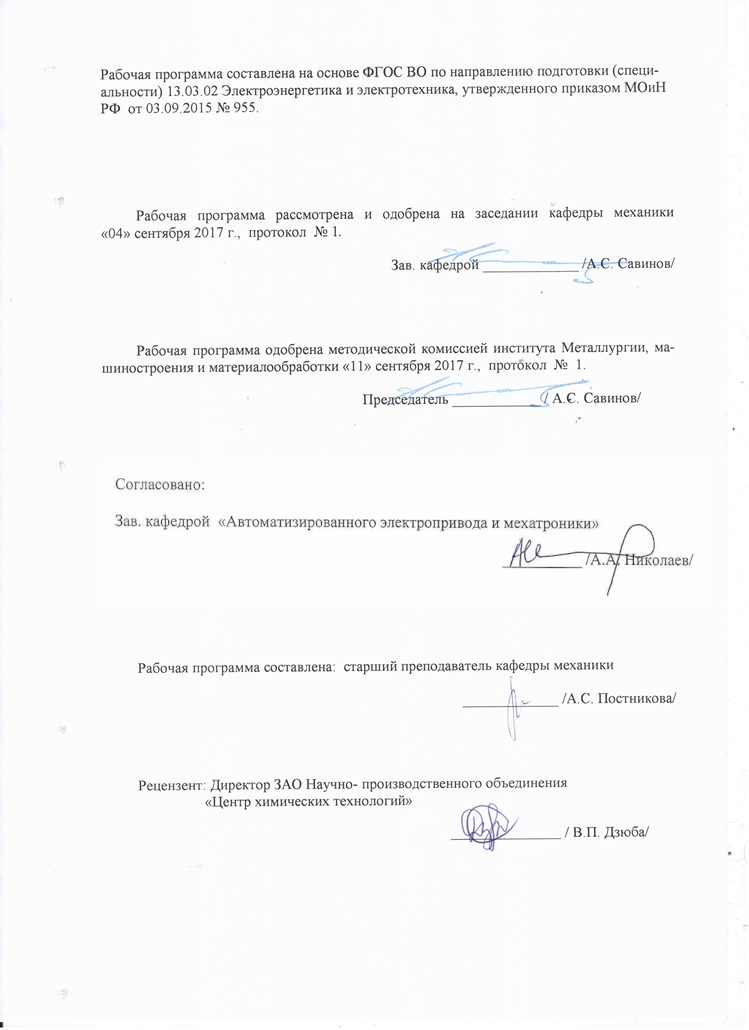 Рабочая программа составлена на основе ФГОС ВО по направлению подготовки (специ-
альности) 13.03.02 Электроэнергетика и электротехника, утвержденного приказом МОиН
РФ от 03.09.2015 № 955.
Рабочая программа рассмотрена и одобрена на заседании кафедры механики
«04» сентября 2017 г., протокол № 1.
Зав. кафедрой _____________ /А.С. Савинов/
Рабочая программа одобрена методической комиссией института Металлургии, ма-
шиностроения и материалообработки «11» сентября 2017 г., протокол № 1.
Председатель _____________/ А.С. Савинов/
Согласовано:
Зав. кафедрой «Автоматизированного электропривода и мехатроники»
___________ /А.А. Николаев/
Рабочая программа составлена: старший преподаватель кафедры механики
_____________ /А.С. Постникова/
Рецензент: Директор ЗАО Научно- производственного объединения
«Центр химических технологий»
_______________ / В.П. Дзюба/